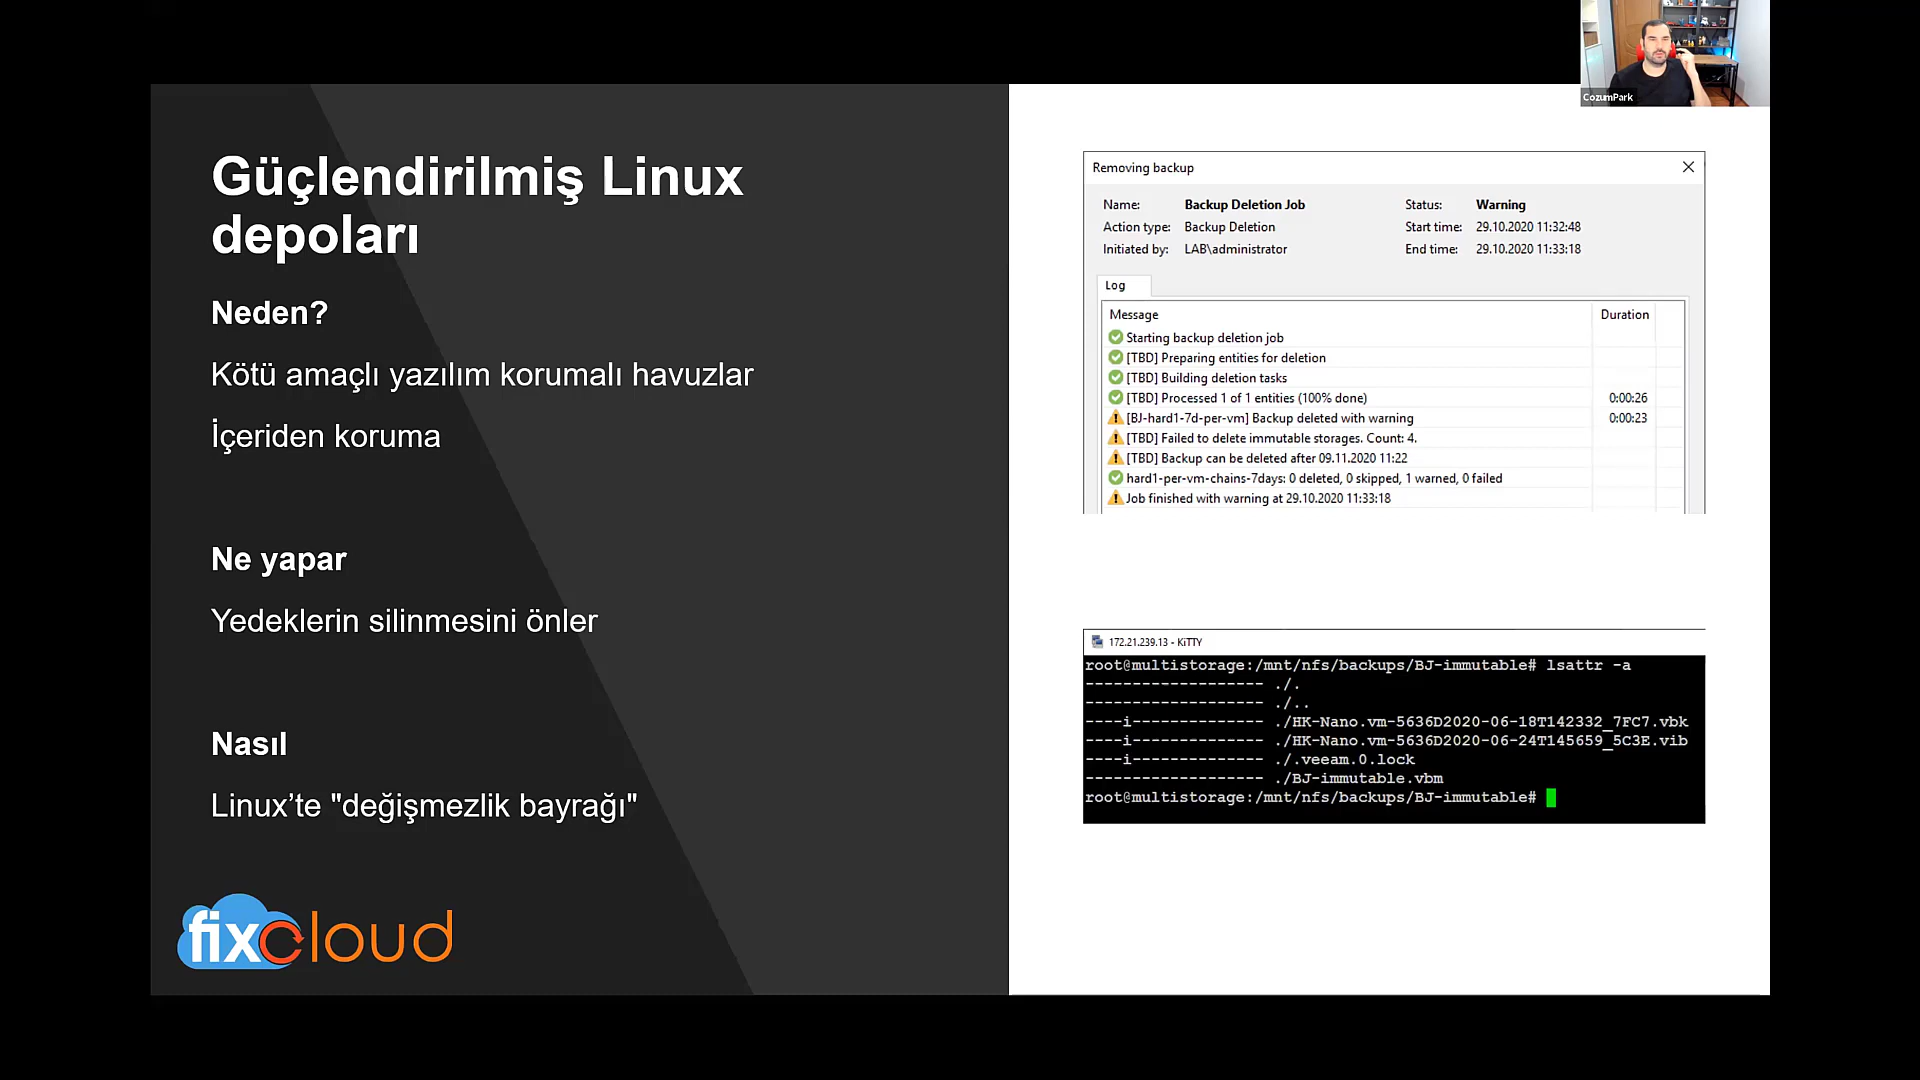 CozumPark
Güçlendirilmiş Linux
depoları
Neden?
Kötü amaçlı yazılım korumalı havuzlar
İçeriden koruma
Ne yapar
Yedeklerin silinmesini önler
Nasıl
Linux’te "değişmezlik bayrağı"
fixcloud
Removing backup
Name: Backup Deletion Job Status: Warning
Action type: Backup Deletion Start time: 29.10.2020 11:32:48
Initiated by: LAB\administrator End time: 29.10.2020 11:33:18
Log
Message Duration
Starting backup deletion job
[TBD] Preparing entities for deletion
[TBD] Building deletion tasks
[TBD] Processed 1 of 1 entities (100% done) 0:00:26
[BJ-hard1-7d-per-vm] Backup deleted with warning 0:00:23
[TBD] Failed to delete immutable storages. Count: 4.
[TBD] Backup can be deleted after 09.11.2020 11:22
hard1-per-vm-chains-7days: 0 deleted, 0 skipped, 1 warned, 0 failed
Job finished with warning at 29.10.2020 11:33:18
172.21.239.13 - KiTTY
root@multistorage:/mnt/nfs/backups/BJ-immutable# lsattr -a
------------------- ./.
------------------- ./..
----i-------------- ./HK-Nano.vm-5636D2020-06-18T142332_7FC7.vbk
----i-------------- ./HK-Nano.vm-5636D2020-06-24T145659_5C3E.vib
----i-------------- ./.veeam.0.lock
------------------- ./BJ-immutable.vbm
root@multistorage:/mnt/nfs/backups/BJ-immutable#